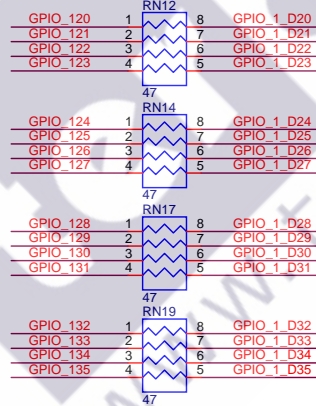 RN12
GPIO_120 1 8 GPIO_1_D20
GPIO_121 2 7 GPIO_1_D21
GPIO_122 3 6 GPIO_1_D22
GPIO_123 4 5 GPIO_1_D23
47
RN14
GPIO_124 1 8 GPIO_1_D24
GPIO_125 2 7 GPIO_1_D25
GPIO_126 3 6 GPIO_1_D26
GPIO_127 4 5 GPIO_1_D27
47
RN17
GPIO_128 1 8 GPIO_1_D28
GPIO_129 2 7 GPIO_1_D29
GPIO_130 3 6 GPIO_1_D30
GPIO_131 4 5 GPIO_1_D31
47
RN19
GPIO_132 1 8 GPIO_1_D32
GPIO_133 2 7 GPIO_1_D33
GPIO_134 3 6 GPIO_1_D34
GPIO_135 4 5 GPIO_1_D35
47